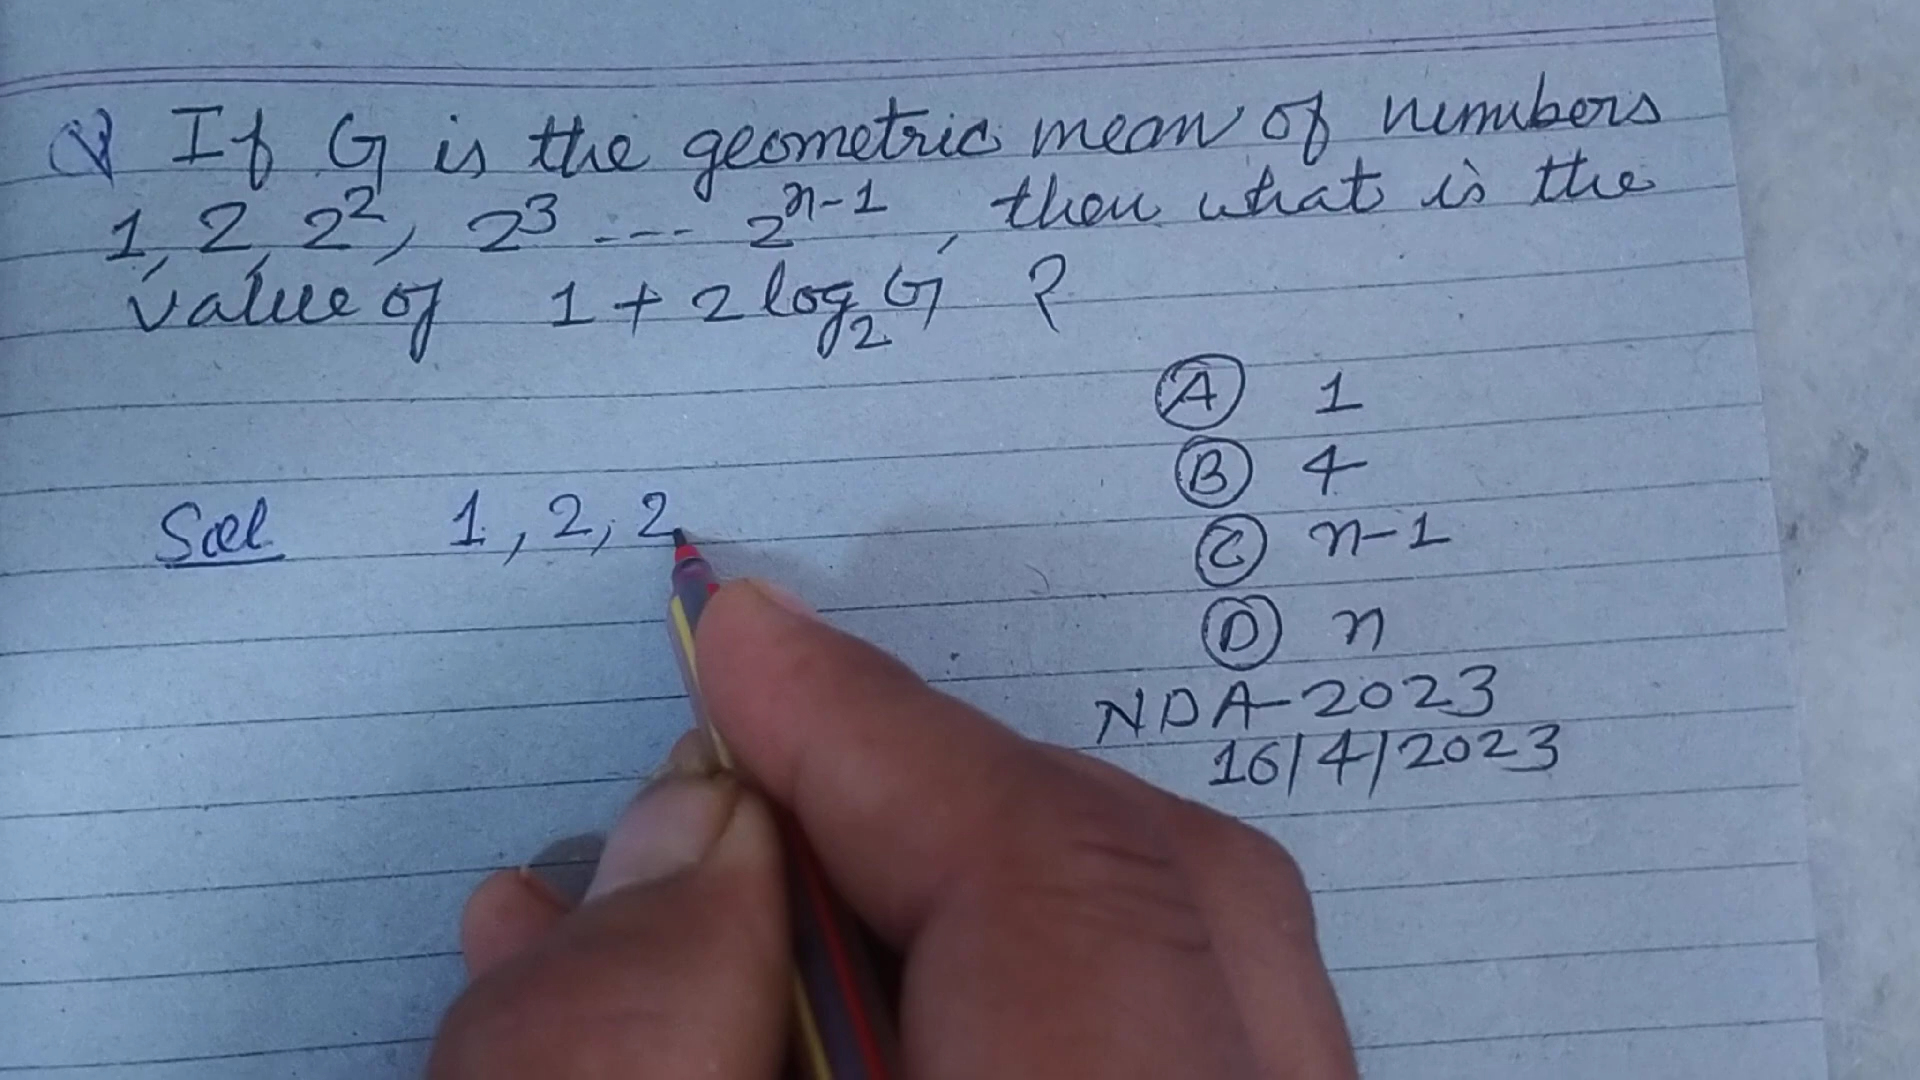 Q If G is the geometric mean of numbers
1, 2, 2², 2³ --- 2ⁿ⁻¹, then what is the
value of 1 + 2 log₂G ?
Ⓐ 1
Ⓑ 4
Ⓒ n-1
Ⓓ n
Sol 1, 2, 2
NDA-2023
16/4/2023